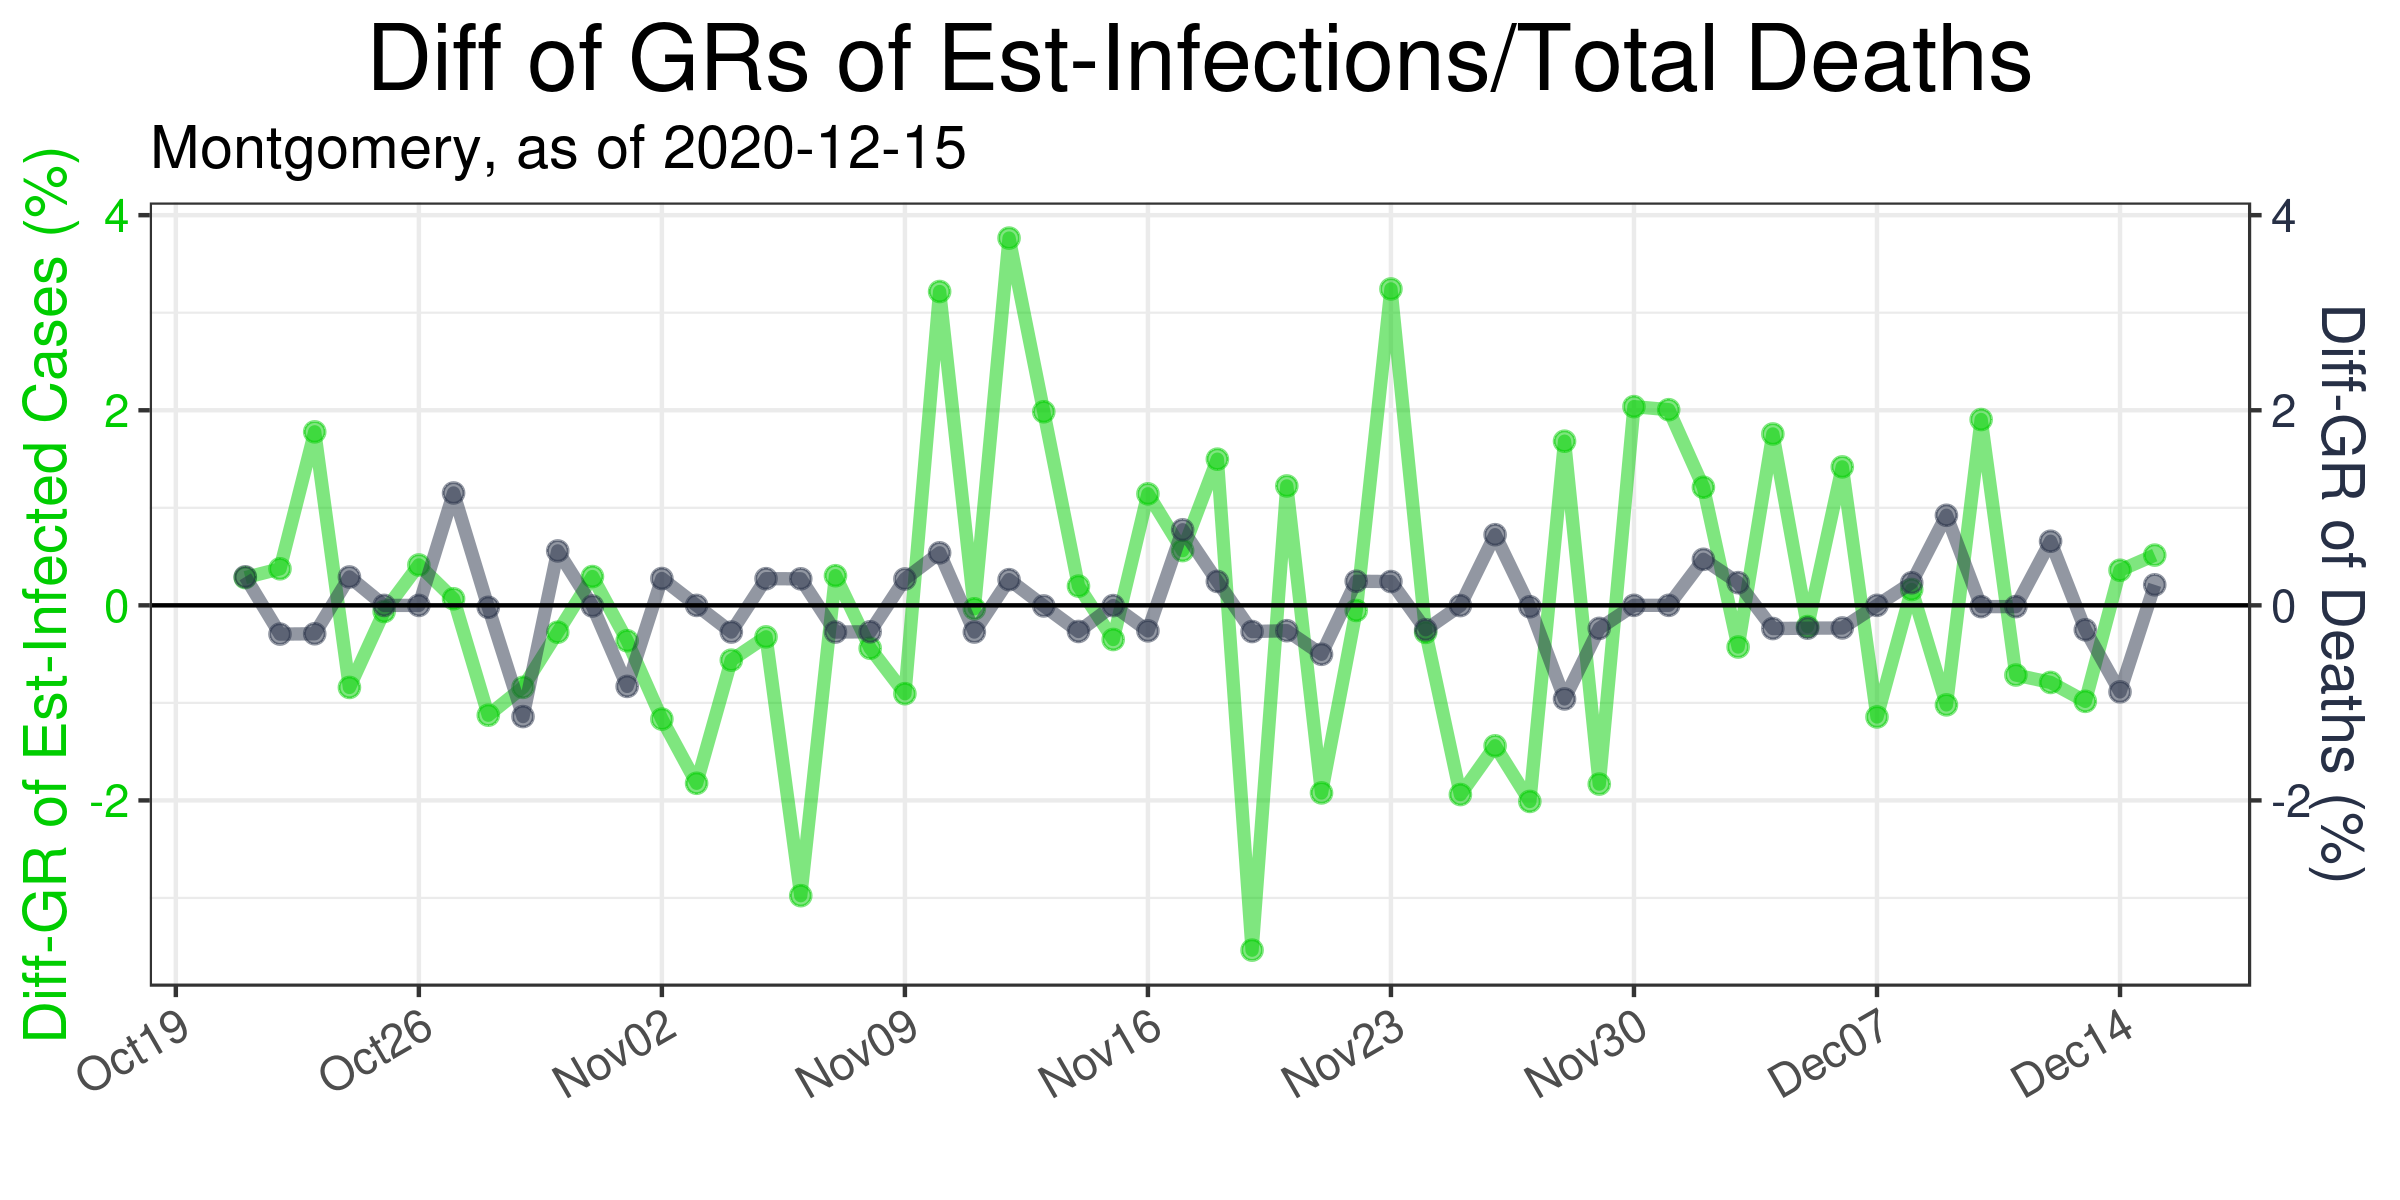 Diff of GRs of Est-Infections/Total Deaths
Montgomery, as of 2020-12-15
Diff-GR of Est-Infected Cases (%)
4
2
0
-2
4
2
0
-2
Diff-GR of Deaths (%)
Oct19
Oct26
Nov02
Nov09
Nov16
Nov23
Nov30
Dec07
Dec14